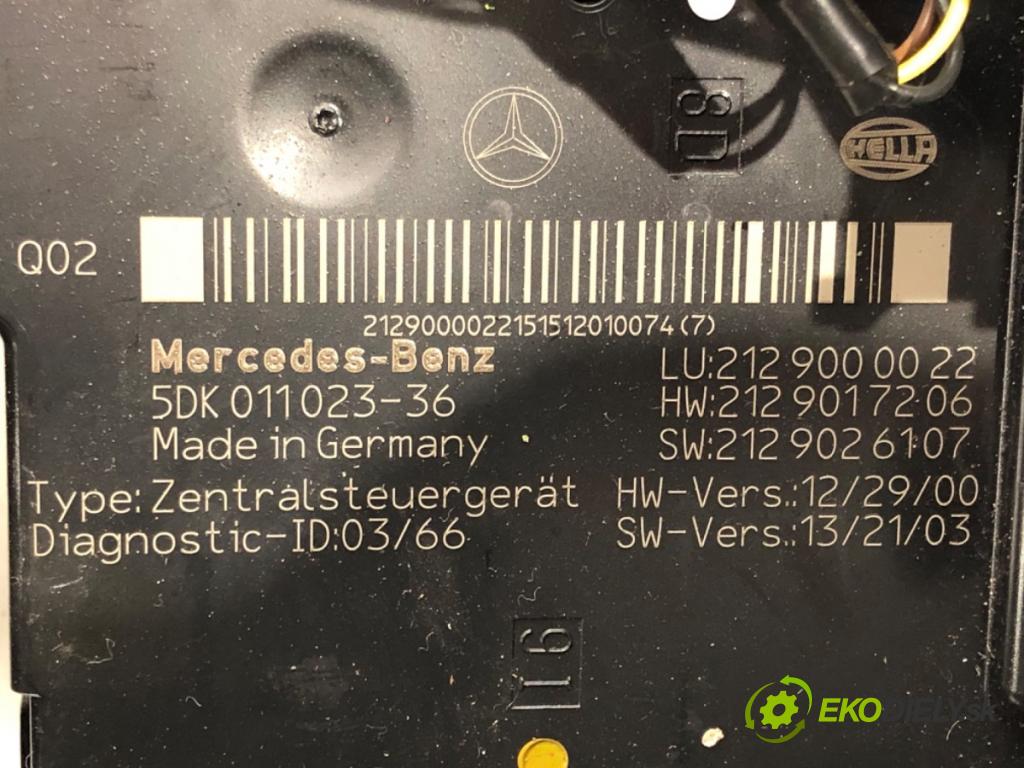 8D
HELLA
Q02
2129000022151512010074(7)
Mercedes-Benz
LU:212 900 00 22
5DK 011 023-36
HW:212 901 72 06
Made in Germany
SW:212 902 61 07
Type: Zentralsteuergerät
HW-Vers.:12/29/00
Diagnostic-ID:03/66
SW-Vers.:13/21/03
16
EKODIELY.sk